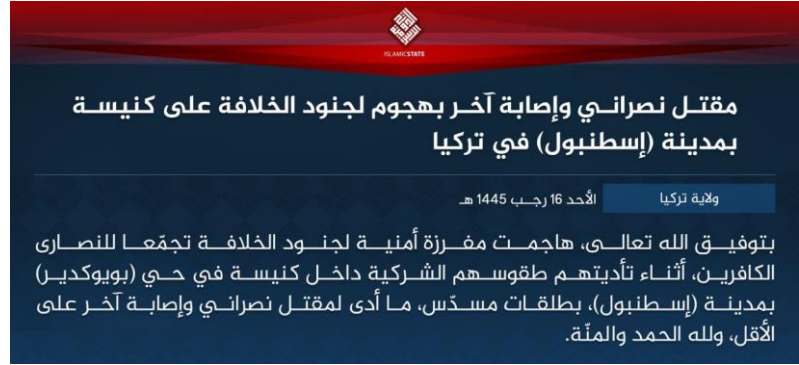 ISLAMICSTATE
مقتل نصراني وإصابة آخر بهجوم لجنود الخلافة على كنيسة
بمدينة (إسطنبول) في تركيا
ولاية تركيا
الأحد 16 رجب 1445 هـ
بتوفيق الله تعالى، هاجمت مفرزة أمنية لجنود الخلافة تجمّعا للنصارى
الكافرين، أثناء تأديتهم طقوسهم الشركية داخل كنيسة في حي (بويوكدير)
بمدينة (إسطنبول)، بطلقات مسدّس، ما أدى لمقتل نصراني وإصابة آخر على
الأقل، ولله الحمد والمنّة.